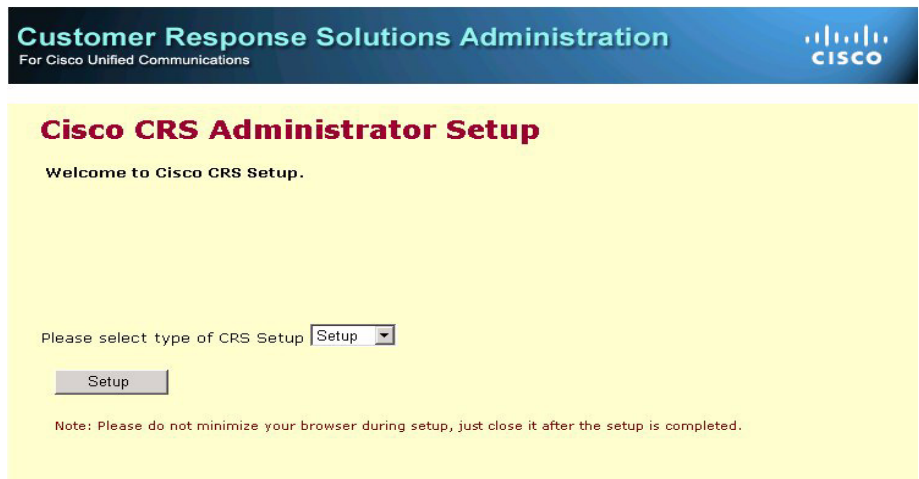 Customer Response Solutions Administration
For Cisco Unified Communications
CISCO
Cisco CRS Administrator Setup
Welcome to Cisco CRS Setup.
Please select type of CRS Setup Setup
Setup
Note: Please do not minimize your browser during setup, just close it after the setup is completed.